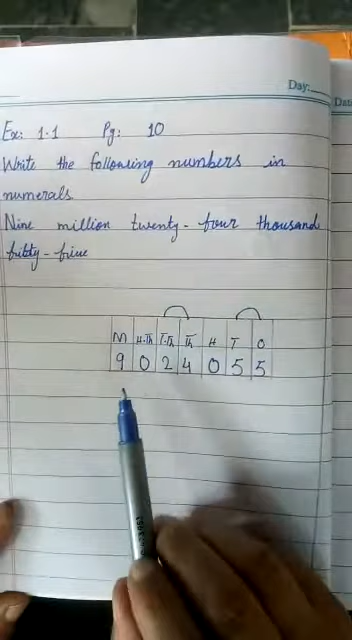 Day:
Date
Ex: 1.1 Pg: 10
Write the following numbers in
numerals
Nine million twenty-four thousand
fifty-five
M H.Th T.Th Th H T O
9 0 2 4 0 5 5